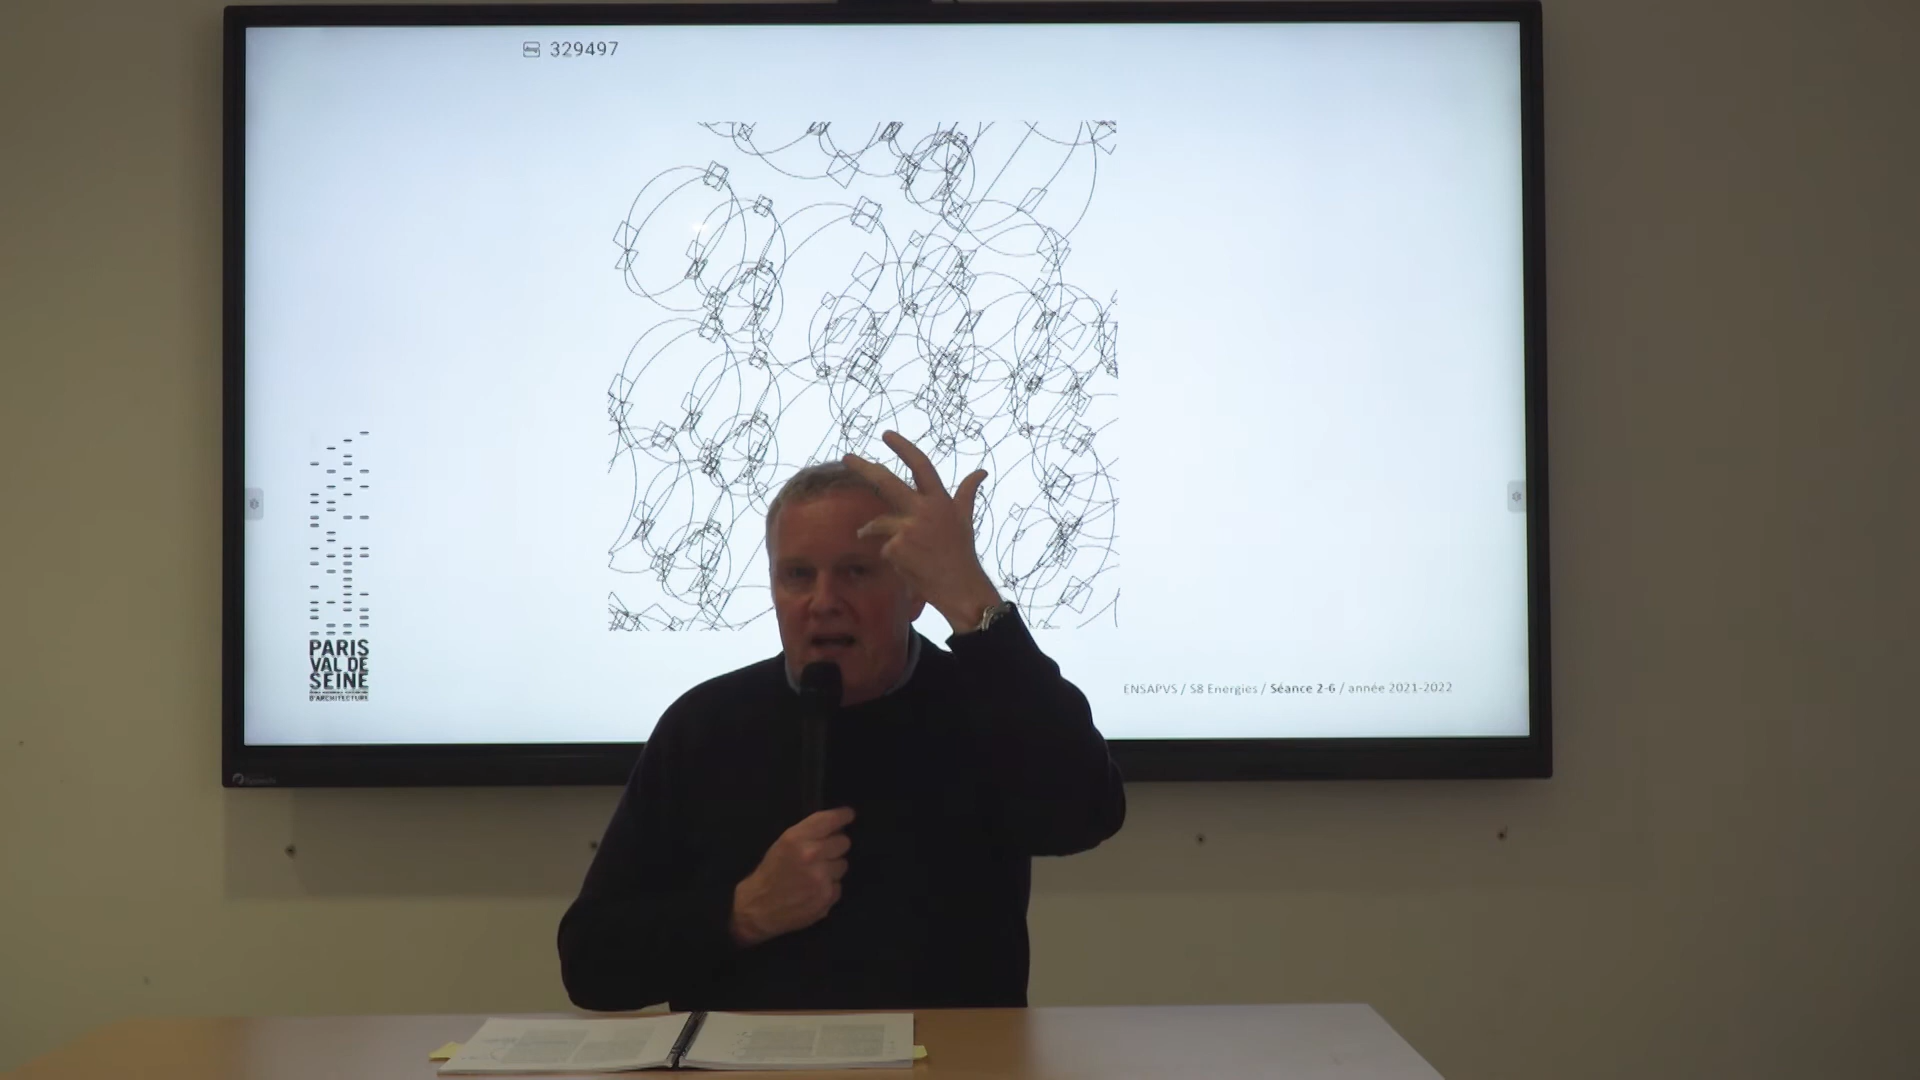 329497
PARIS
VAL DE
SEINE
D'ARCHITECTURE
ENSAPVS / S8 Energies / Séance 2-6 / année 2021-2022